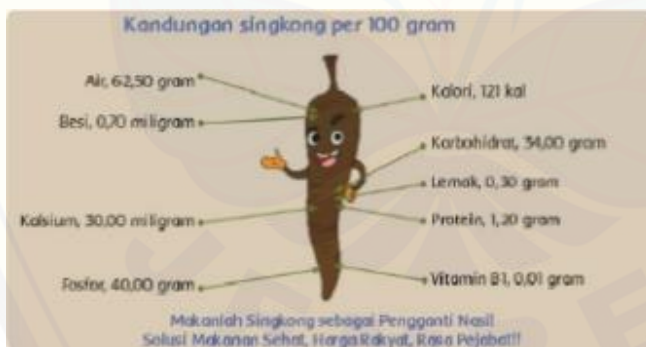 Kandungan singkong per 100 gram
Air, 62,50 gram
Kalori, 121 kal
Besi, 0,70 miligram
Karbohidrat, 34,00 gram
Lemak, 0,30 gram
Kalsium, 30,00 miligram
Protein, 1,20 gram
Fosfor, 40,00 gram
Vitamin B1, 0,01 gram
Makanlah Singkong sebagai Pengganti Nasi!
Solusi Makanan Sehat, Harga Rakyat, Rasa Pejabat!!!